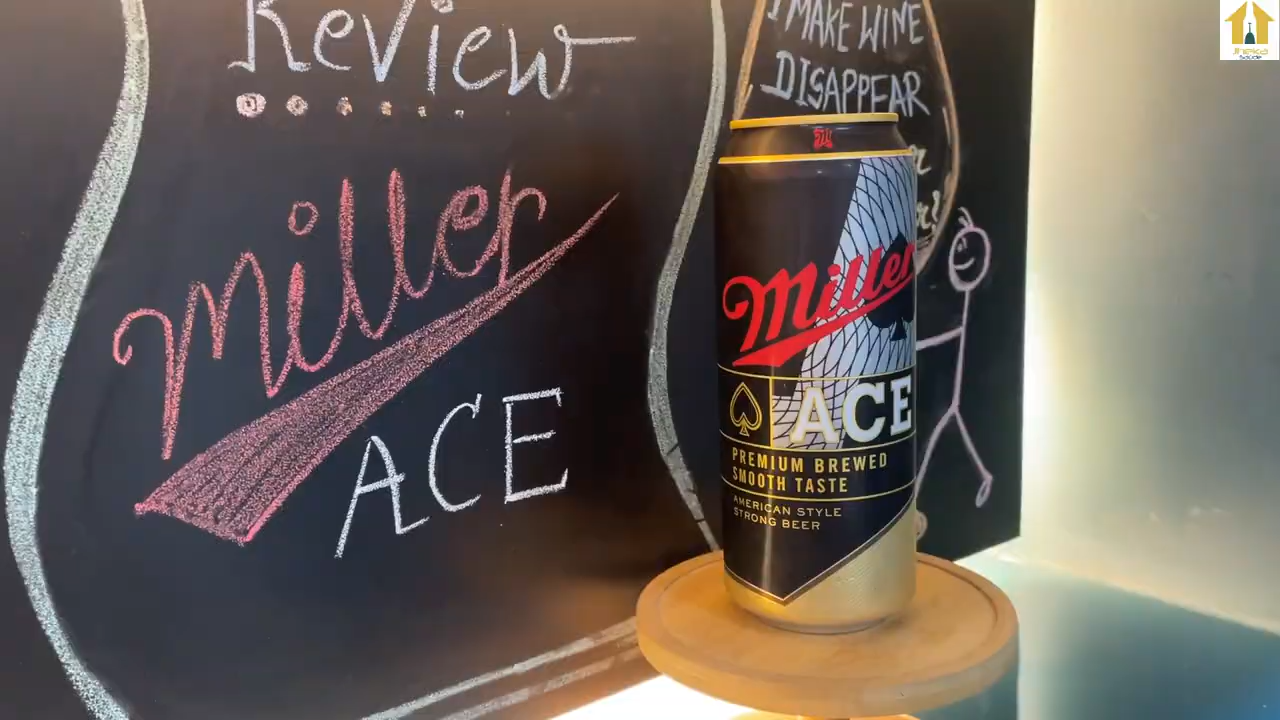 Review
Miller
ACE
I MAKE WINE
DISAPPEAR
Miller
ACE
PREMIUM BREWED
SMOOTH TASTE
AMERICAN STYLE
STRONG BEER